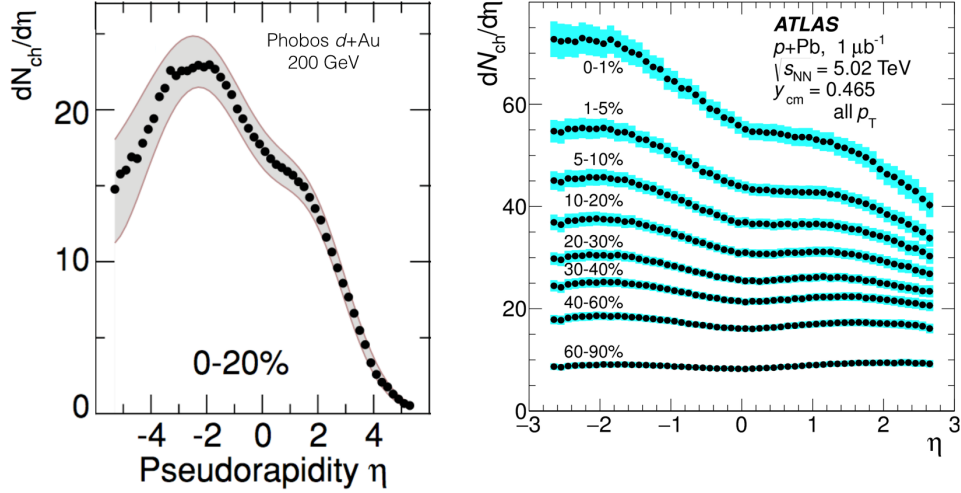 dN_ch/dη
Phobos d+Au
200 GeV
20
10
0
0-20%
-4 -2 0 2 4
Pseudorapidity η
dN_ch/dη
80
60
40
20
0
ATLAS
p+Pb, 1 μb⁻¹
√s_NN = 5.02 TeV
y_cm = 0.465
all p_T
0-1%
1-5%
5-10%
10-20%
20-30%
30-40%
40-60%
60-90%
−3 −2 −1 0 1 2 3
η